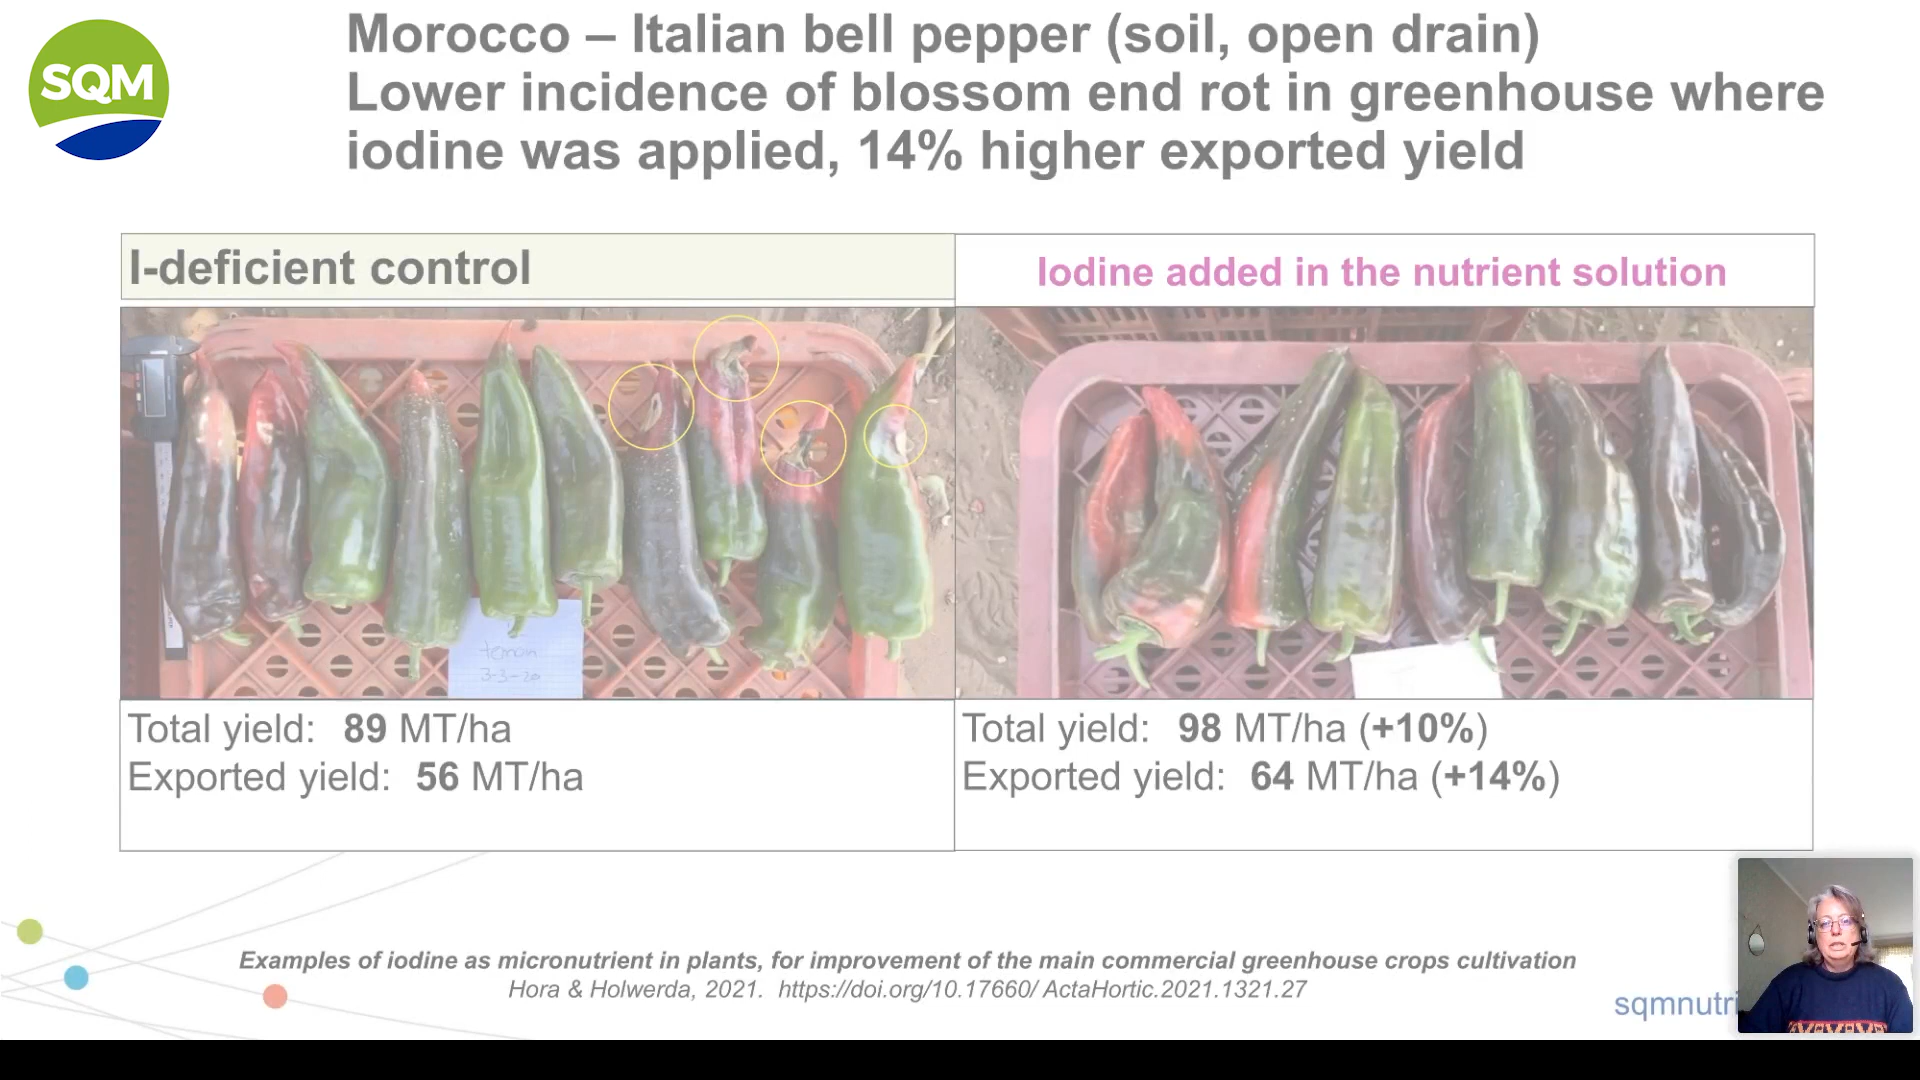 SQM
Morocco – Italian bell pepper (soil, open drain)
Lower incidence of blossom end rot in greenhouse where
iodine was applied, 14% higher exported yield
I-deficient control
Iodine added in the nutrient solution
temoin
3-3-20
Total yield: 89 MT/ha
Exported yield: 56 MT/ha
Total yield: 98 MT/ha (+10%)
Exported yield: 64 MT/ha (+14%)
Examples of iodine as micronutrient in plants, for improvement of the main commercial greenhouse crops cultivation
Hora & Holwerda, 2021. https://doi.org/10.17660/ ActaHortic.2021.1321.27
sqmnutri